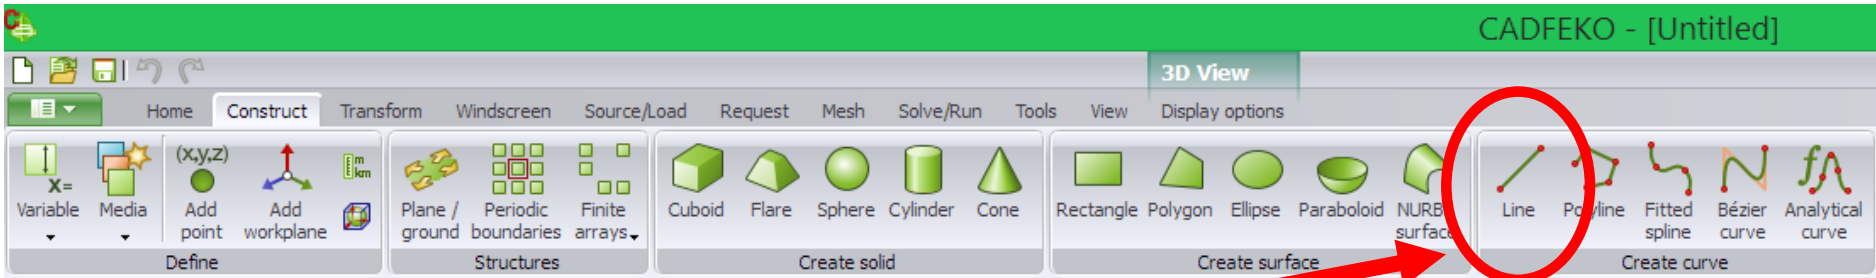 CADFEKO - [Untitled]
3D View
Home Construct Transform Windscreen Source/Load Request Mesh Solve/Run Tools View Display options
(x,y,z) m
X= km
Variable Media Add Add Plane / Periodic Finite Cuboid Flare Sphere Cylinder Cone Rectangle Polygon Ellipse Paraboloid NURB Line Polyline Fitted Bézier Analytical
point workplane ground boundaries arrays surface spline curve curve
Define Structures Create solid Create surface Create curve